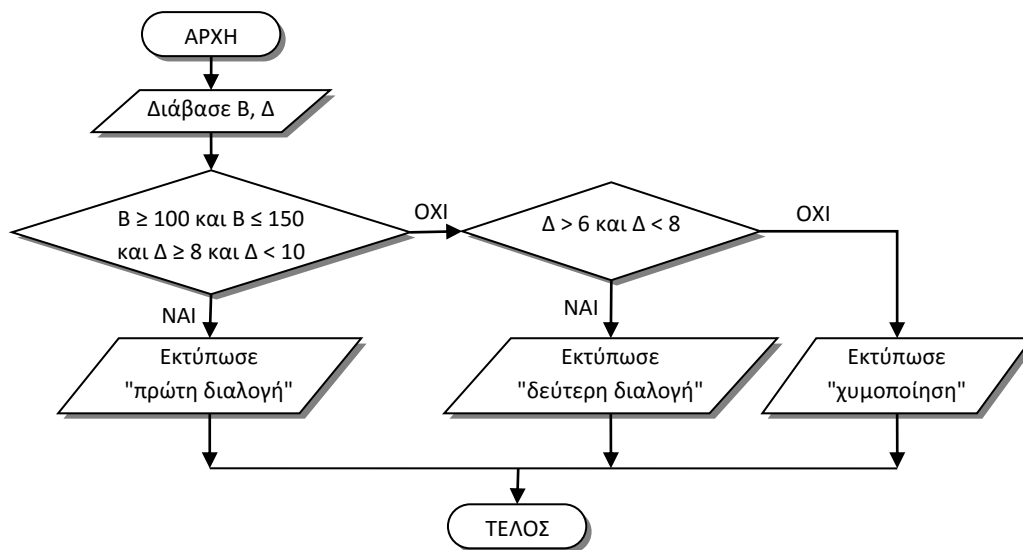 ΑΡΧΗ
Διάβασε Β, Δ
Β ≥ 100 και Β ≤ 150
και Δ ≥ 8 και Δ < 10
ΟΧΙ
Δ > 6 και Δ < 8
ΟΧΙ
ΝΑΙ
ΝΑΙ
Εκτύπωσε
"πρώτη διαλογή"
Εκτύπωσε
"δεύτερη διαλογή"
Εκτύπωσε
"χυμοποίηση"
ΤΕΛΟΣ